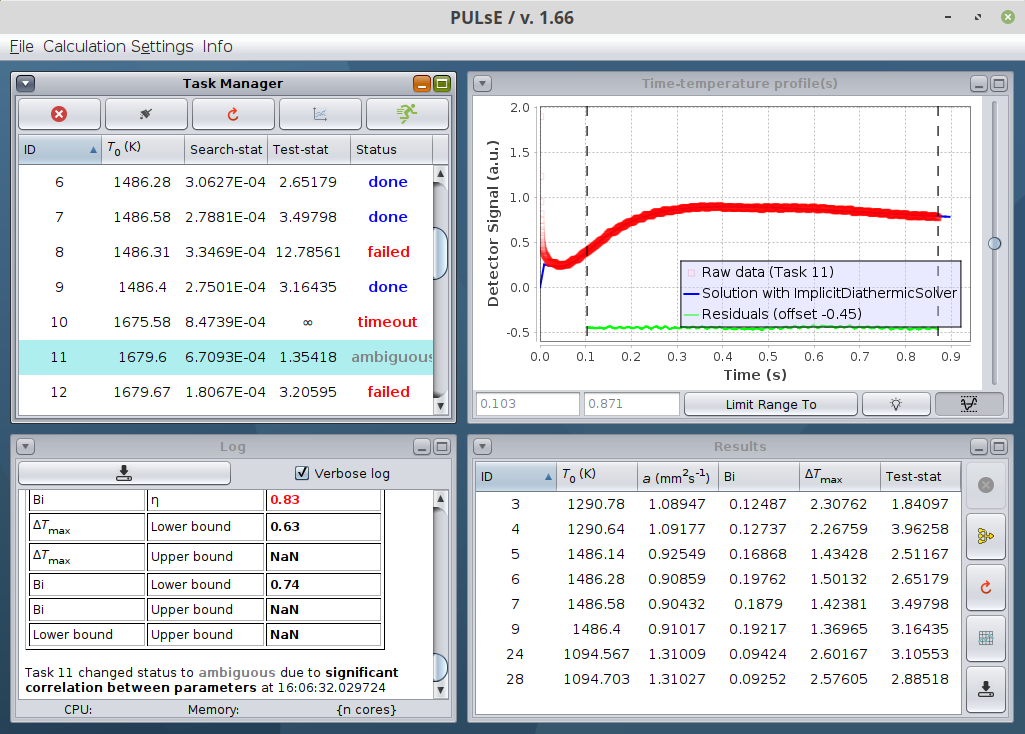 PULsE / v. 1.66
File Calculation Settings Info
Task Manager
ID T0 (K) Search-stat Test-stat Status
6 1486.28 3.0627E-04 2.65179 done
7 1486.58 2.7881E-04 3.49798 done
8 1486.31 3.3469E-04 12.78561 failed
9 1486.4 2.7501E-04 3.16435 done
10 1675.58 8.4739E-04 ∞ timeout
11 1679.6 6.7093E-04 1.35418 ambiguous
12 1679.67 1.8067E-04 3.20595 failed
Time-temperature profile(s)
Detector Signal (a.u.)
2.0
1.5
1.0
0.5
0.0
-0.5
Raw data (Task 11)
Solution with ImplicitDiathermicSolver
Residuals (offset -0.45)
0.0 0.1 0.2 0.3 0.4 0.5 0.6 0.7 0.8 0.9
Time (s)
0.103 0.871 Limit Range To
Log
Verbose log
Bi η 0.83
ΔTmax Lower bound 0.63
ΔTmax Upper bound NaN
Bi Lower bound 0.74
Bi Upper bound NaN
Lower bound Upper bound NaN
Task 11 changed status to ambiguous due to significant
correlation between parameters at 16:06:32.029724
CPU: Memory: {n cores}
Results
ID T0 (K) a (mm²s⁻¹) Bi ΔTmax Test-stat
3 1290.78 1.08947 0.12487 2.30762 1.84097
4 1290.64 1.09177 0.12737 2.26759 3.96258
5 1486.14 0.92549 0.16868 1.43428 2.51167
6 1486.28 0.90859 0.19762 1.50132 2.65179
7 1486.58 0.90432 0.1879 1.42381 3.49798
9 1486.4 0.91017 0.19217 1.36965 3.16435
24 1094.567 1.31009 0.09424 2.60167 3.10553
28 1094.703 1.31027 0.09252 2.57605 2.88518